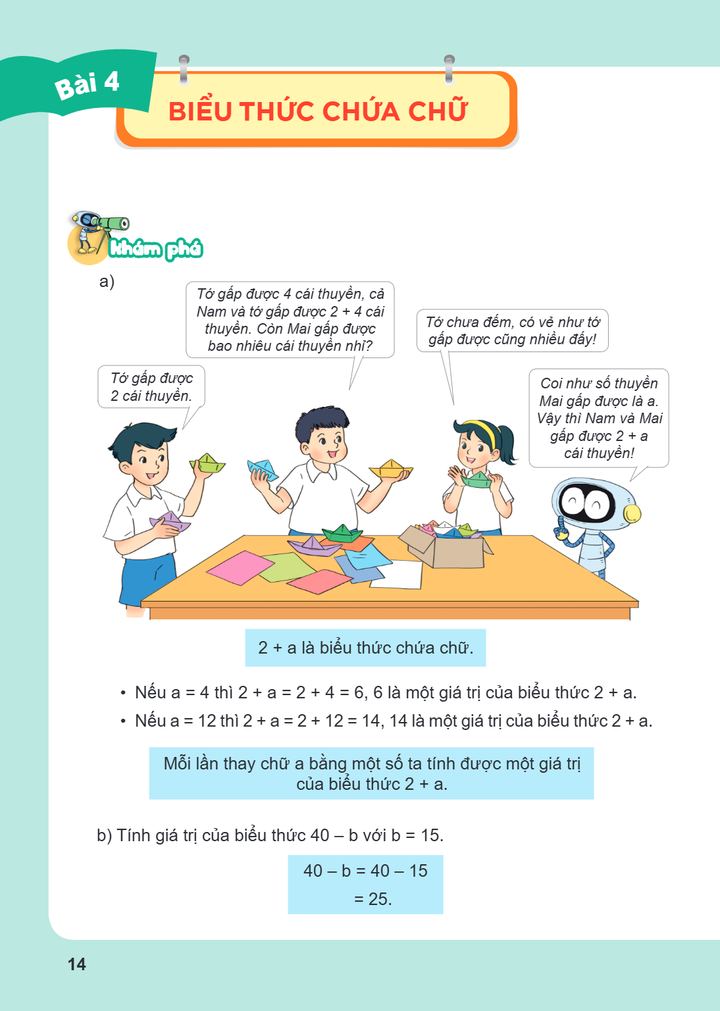 Bài 4
BIỂU THỨC CHỨA CHỮ
khám phá
a)
Tớ gấp được
2 cái thuyền.
Tớ gấp được 4 cái thuyền, cả
Nam và tớ gấp được 2 + 4 cái
thuyền. Còn Mai gấp được
bao nhiêu cái thuyền nhỉ?
Tớ chưa đếm, có vẻ như tớ
gấp được cũng nhiều đấy!
Coi như số thuyền
Mai gấp được là a.
Vậy thì Nam và Mai
gấp được 2 + a
cái thuyền!
2 + a là biểu thức chứa chữ.
• Nếu a = 4 thì 2 + a = 2 + 4 = 6, 6 là một giá trị của biểu thức 2 + a.
• Nếu a = 12 thì 2 + a = 2 + 12 = 14, 14 là một giá trị của biểu thức 2 + a.
Mỗi lần thay chữ a bằng một số ta tính được một giá trị
của biểu thức 2 + a.
b) Tính giá trị của biểu thức 40 – b với b = 15.
40 – b = 40 – 15
= 25.
14